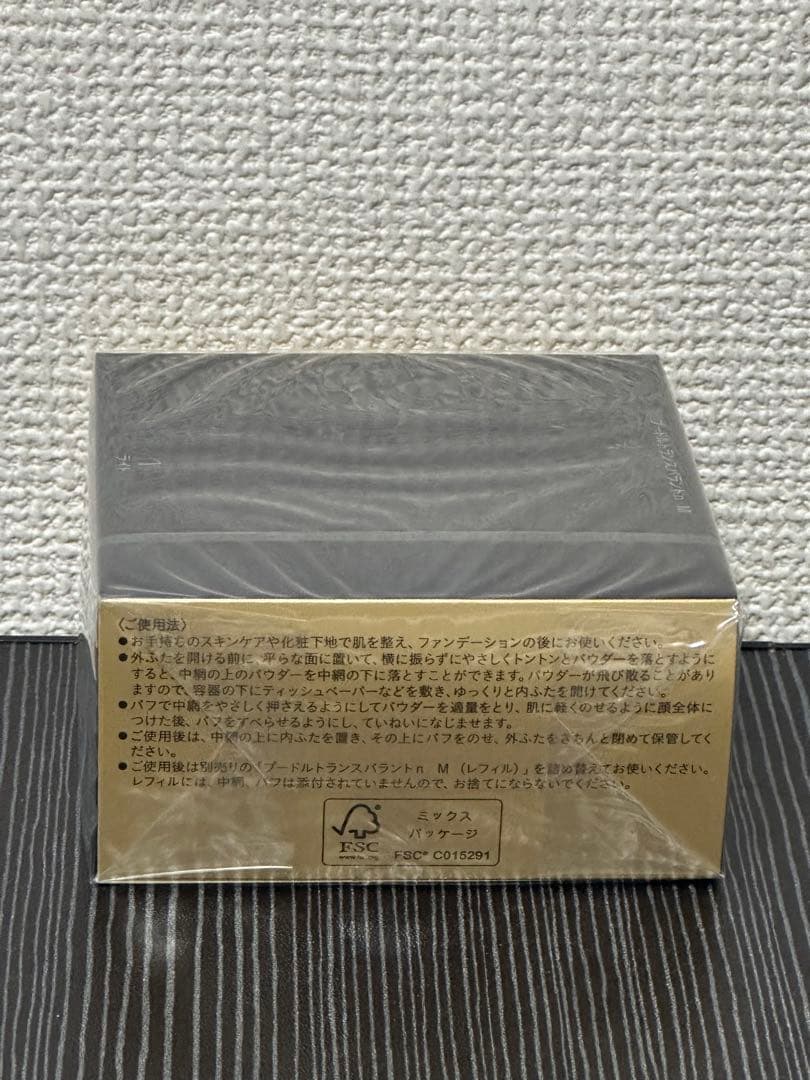 プードルトランスパラントn M
〈ご使用法〉
●お手持ちのスキンケアや化粧下地で肌を整え、ファンデーションの後にお使いください。
●外ふたを開ける前に、平らな面に置いて、横に振らずにやさしくトントンとパウダーを落とすように
すると、中網の上のパウダーを中網の下に落とすことができます。パウダーが飛び散ることがあり
ますので、容器の下にティッシュペーパーなどを敷き、ゆっくりと内ふたを開けてください。
●パフで中網をやさしく押さえるようにしてパウダーを適量をとり、肌に軽くのせるように顔全体に
つけた後、パフをすべらせるようにし、ていねいになじませます。
●ご使用後は、中網の上に内ふたを置き、その上にパフをのせ、外ふたをきちんと閉めて保管してく
ださい。
●ご使用後は別売りの「プードルトランスパラントn M（レフィル）」を詰め替えてお使いください。
レフィルには、中網、パフは添付されていませんので、お捨てにならないでください。
FSC
www.fsc.org
ミックス
パッケージ
FSC® C015291